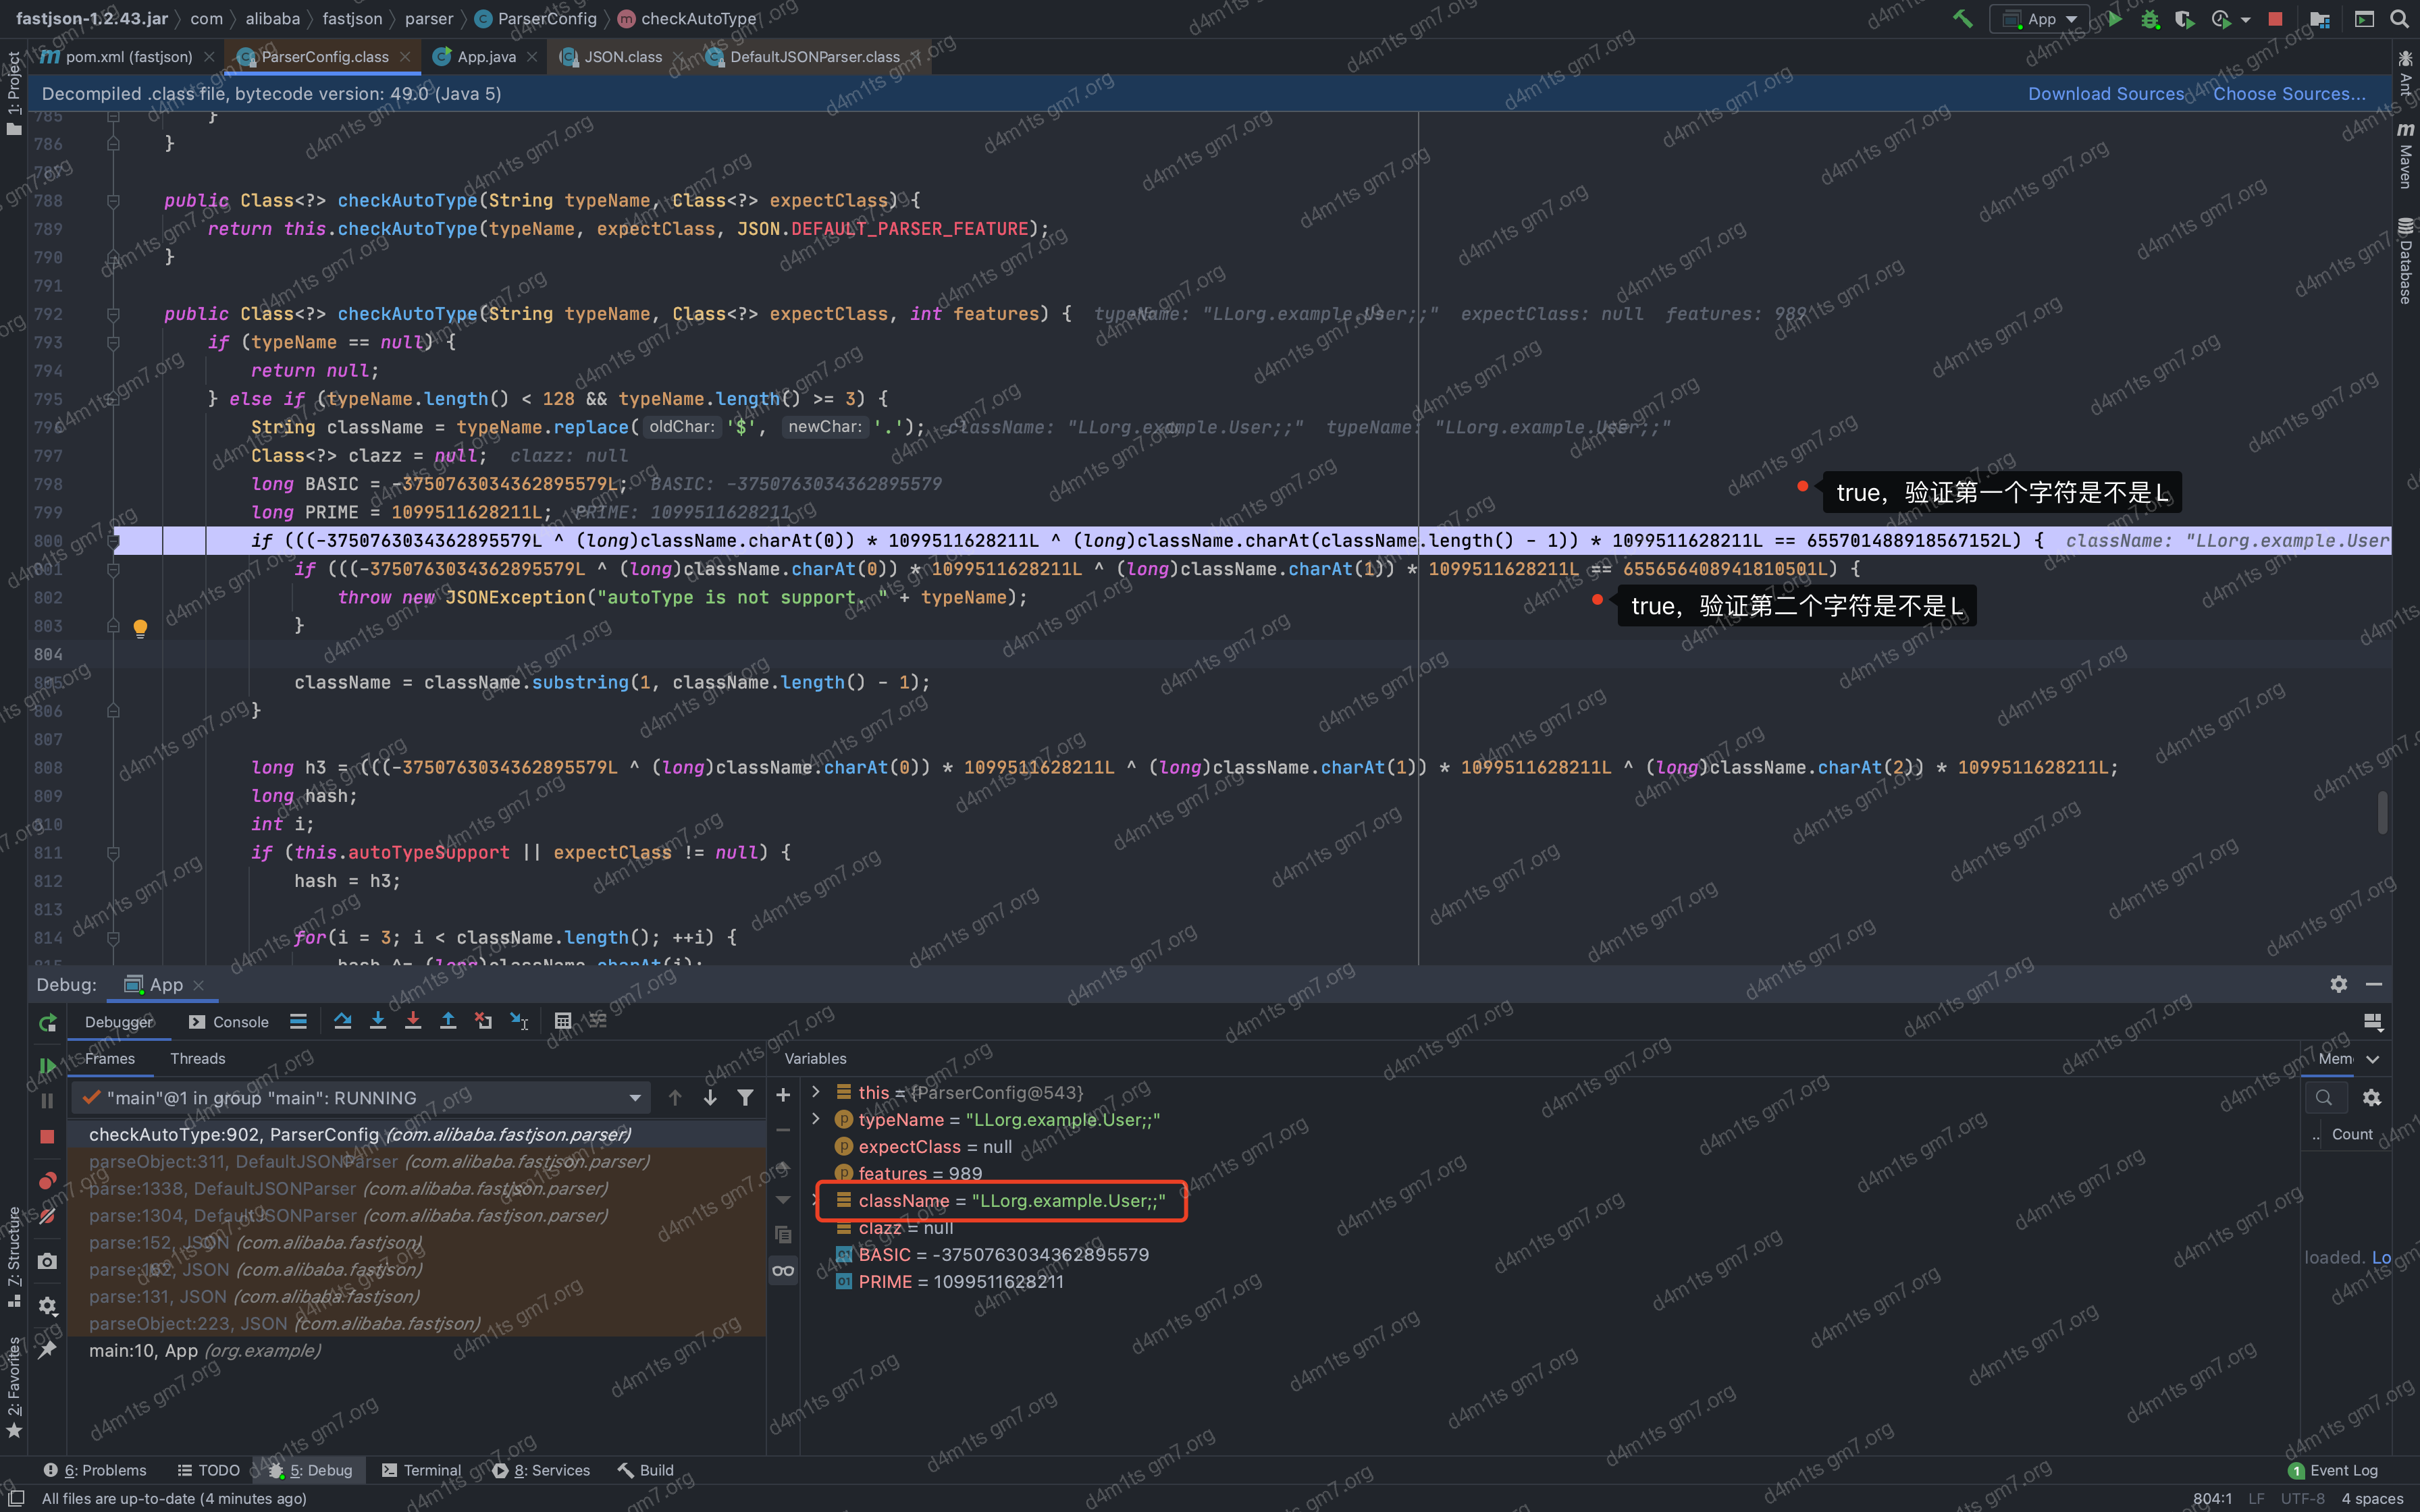 fastjson-1.2.43.jar com alibaba fastjson parser ParserConfig checkAutoType App
pom.xml (fastjson) ParserConfig.class App.java JSON.class DefaultJSONParser.class
Decompiled .class file, bytecode version: 49.0 (Java 5) Download Sources Choose Sources...
785 }
786 }
787
788 public Class<?> checkAutoType(String typeName, Class<?> expectClass) {
789 return this.checkAutoType(typeName, expectClass, JSON.DEFAULT_PARSER_FEATURE);
790 }
791
792 public Class<?> checkAutoType(String typeName, Class<?> expectClass, int features) { typeName: "LLorg.example.User;;" expectClass: null features: 989
793 if (typeName == null) {
794 return null;
795 } else if (typeName.length() < 128 && typeName.length() >= 3) {
796 String className = typeName.replace( oldChar: '$', newChar: '.'); className: "LLorg.example.User;;" typeName: "LLorg.example.User;;"
797 Class<?> clazz = null; clazz: null
798 long BASIC = -3750763034362895579L; BASIC: -3750763034362895579
true，验证第一个字符是不是L
799 long PRIME = 1099511628211L; PRIME: 1099511628211
800 if (((-3750763034362895579L ^ (long)className.charAt(0)) * 1099511628211L ^ (long)className.charAt(className.length() - 1)) * 1099511628211L == 655701488918567152L) { className: "LLorg.example.User
801 if (((-3750763034362895579L ^ (long)className.charAt(0)) * 1099511628211L ^ (long)className.charAt(1)) * 1099511628211L == 655656408941810501L) {
802 throw new JSONException("autoType is not support. " + typeName);
true，验证第二个字符是不是L
803 }
804
805 className = className.substring(1, className.length() - 1);
806 }
807
808 long h3 = (((-3750763034362895579L ^ (long)className.charAt(0)) * 1099511628211L ^ (long)className.charAt(1)) * 1099511628211L ^ (long)className.charAt(2)) * 1099511628211L;
809 long hash;
810 int i;
811 if (this.autoTypeSupport || expectClass != null) {
812 hash = h3;
813
814 for(i = 3; i < className.length(); ++i) {
815 hash ^= (long)className.charAt(i);
Debug: App
Debugger Console
Frames Threads
Variables
Mem
"main"@1 in group "main": RUNNING
checkAutoType:902, ParserConfig (com.alibaba.fastjson.parser)
parseObject:311, DefaultJSONParser (com.alibaba.fastjson.parser)
parse:1338, DefaultJSONParser (com.alibaba.fastjson.parser)
parse:1304, DefaultJSONParser (com.alibaba.fastjson.parser)
parse:152, JSON (com.alibaba.fastjson)
parse:162, JSON (com.alibaba.fastjson)
parse:131, JSON (com.alibaba.fastjson)
parseObject:223, JSON (com.alibaba.fastjson)
main:10, App (org.example)
this = {ParserConfig@543}
typeName = "LLorg.example.User;;"
expectClass = null
features = 989
className = "LLorg.example.User;;"
clazz = null
BASIC = -3750763034362895579
PRIME = 1099511628211
.. Count
loaded. Lo
1: Project
7: Structure
2: Favorites
Ant
Maven
Database
6: Problems TODO 5: Debug Terminal 8: Services Build 1 Event Log
All files are up-to-date (4 minutes ago) 804:1 LF UTF-8 4 spaces
d4m1ts gm7.org